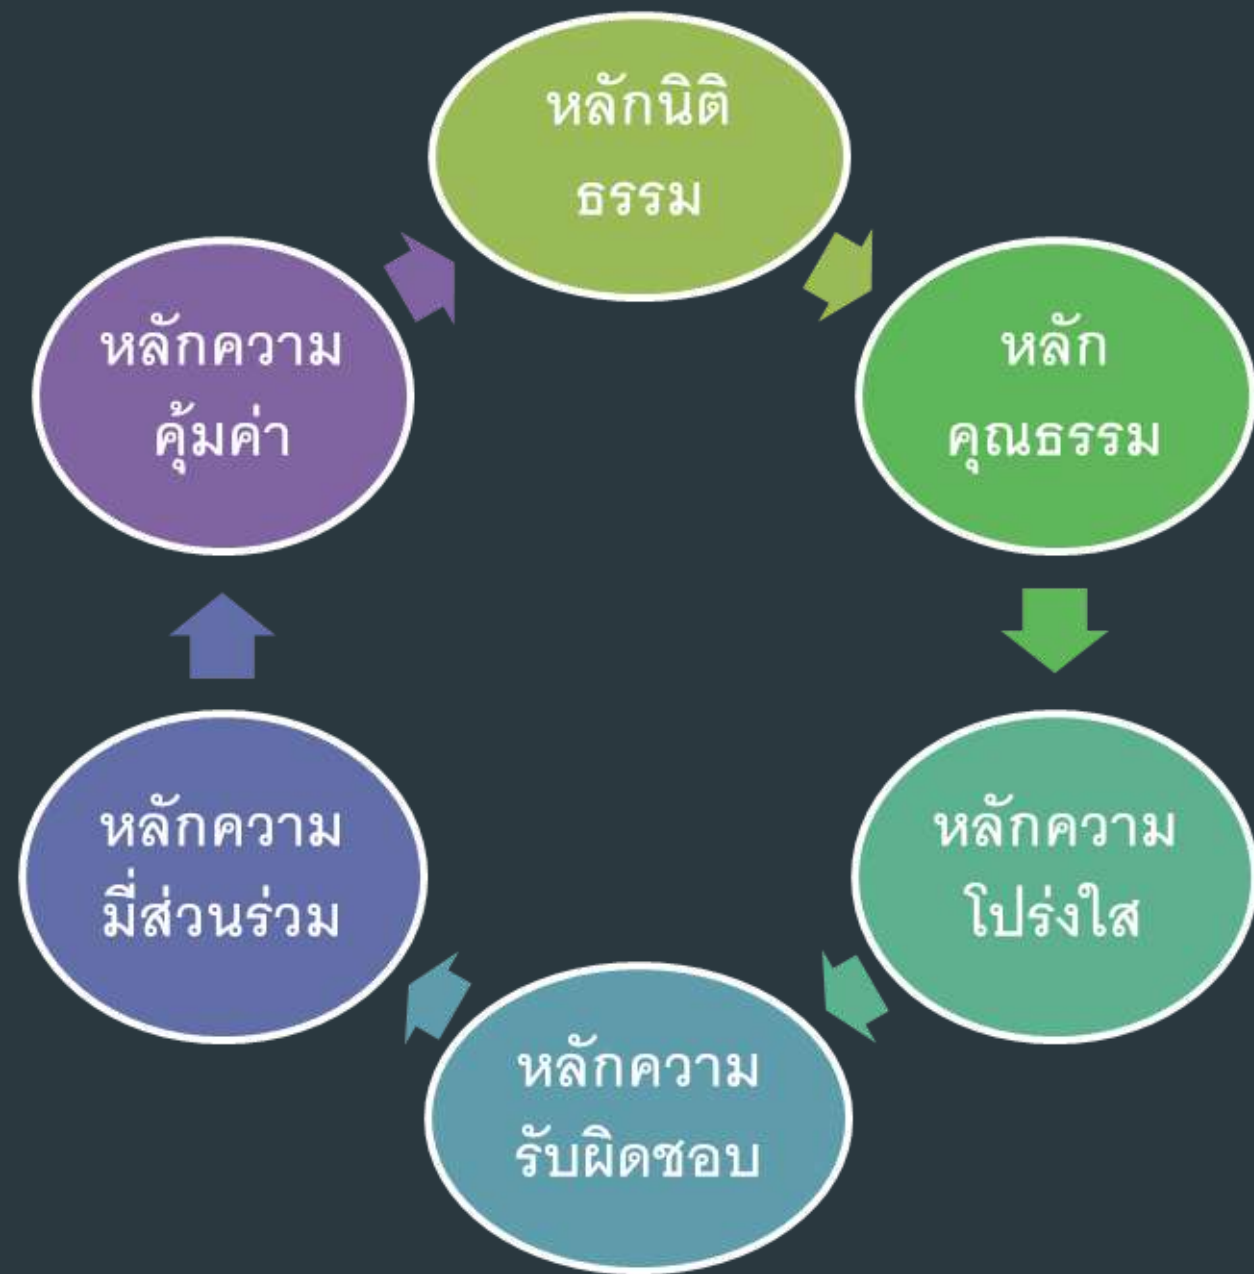 หลักนิติ
ธรรม
หลัก
คุณธรรม
หลักความ
โปร่งใส
หลักความ
รับผิดชอบ
หลักความ
มี่ส่วนร่วม
หลักความ
คุ้มค่า